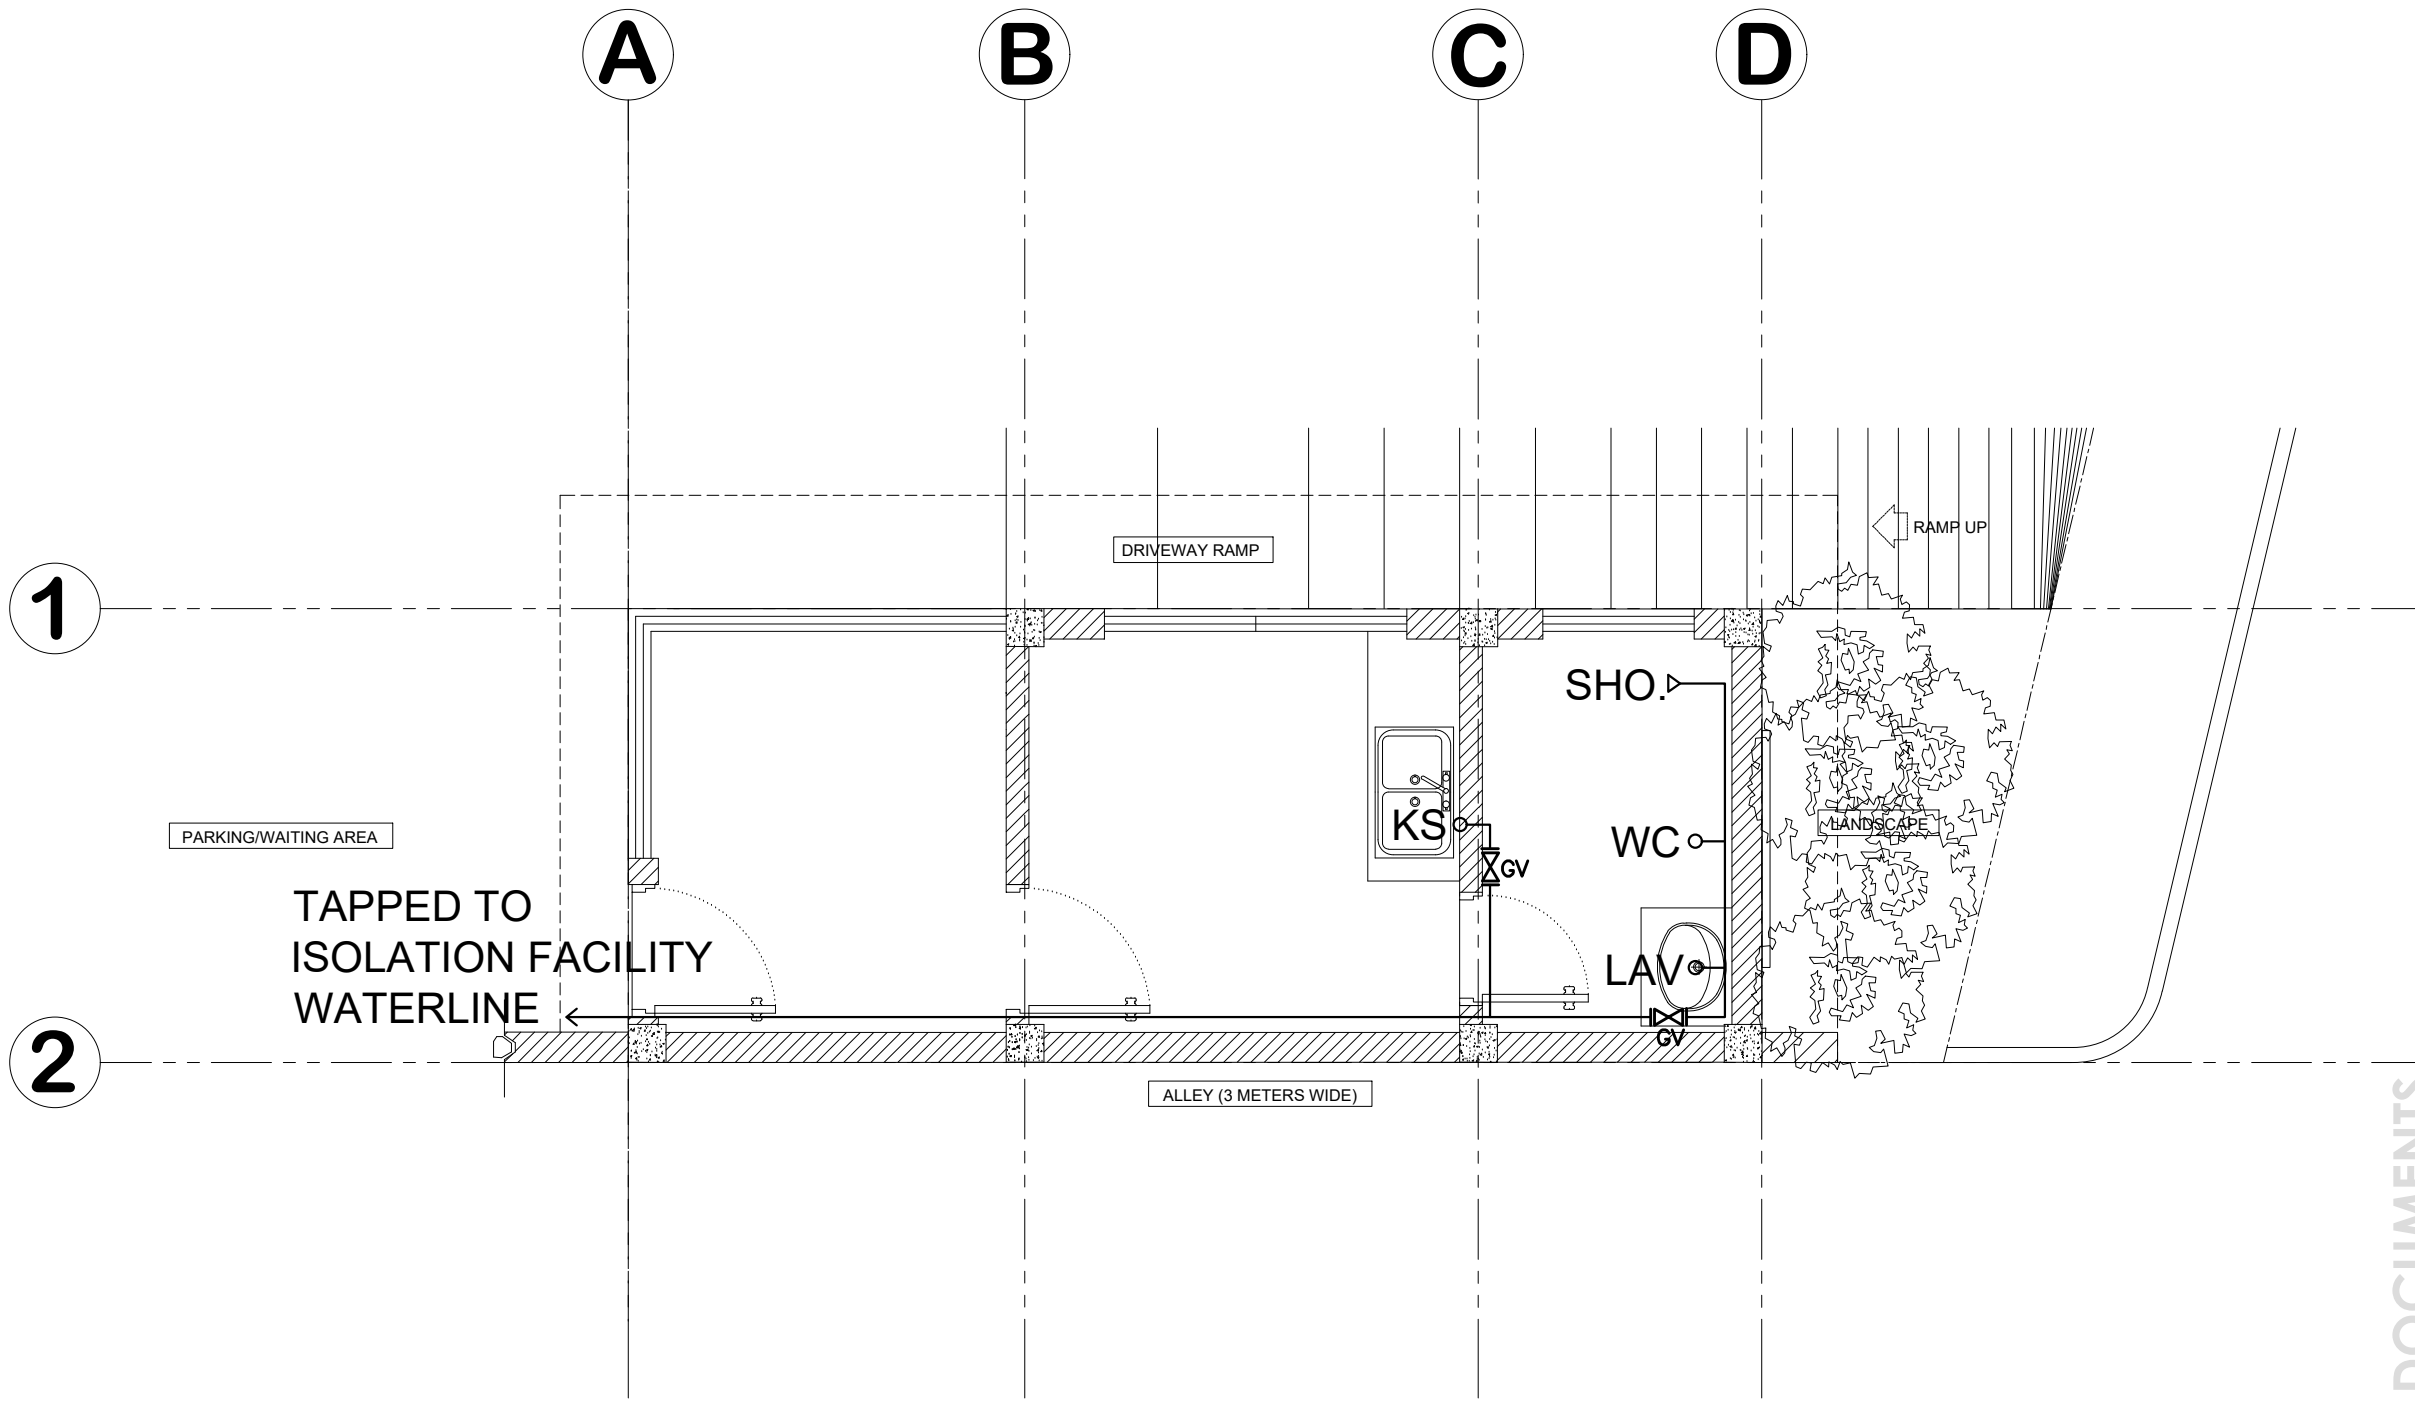 A
B
C
D
RAMP UP
DRIVEWAY RAMP
1
SHO.
KS
WC
LANDSCAPE
PARKING/WAITING AREA
GV
TAPPED TO
ISOLATION FACILITY
WATERLINE
LAV
GV
2
ALLEY (3 METERS WIDE)
DOCUMENTS